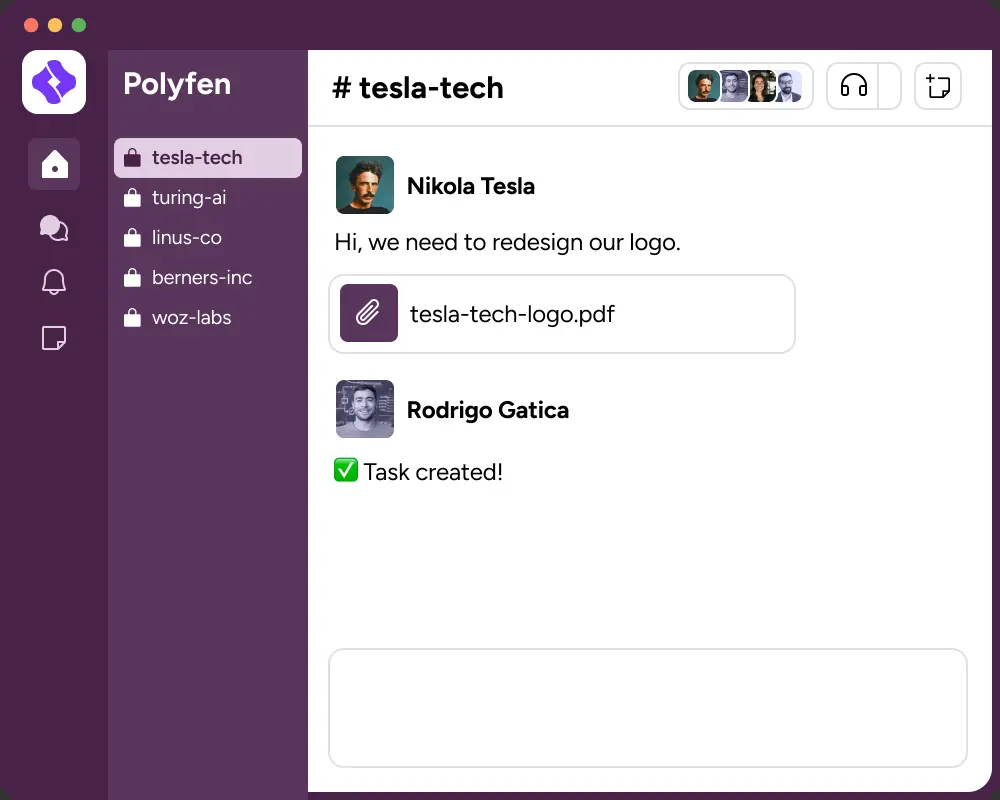 Polyfen
tesla-tech
turing-ai
linus-co
berners-inc
woz-labs
# tesla-tech
Nikola Tesla
Hi, we need to redesign our logo.
tesla-tech-logo.pdf
Rodrigo Gatica
✅ Task created!